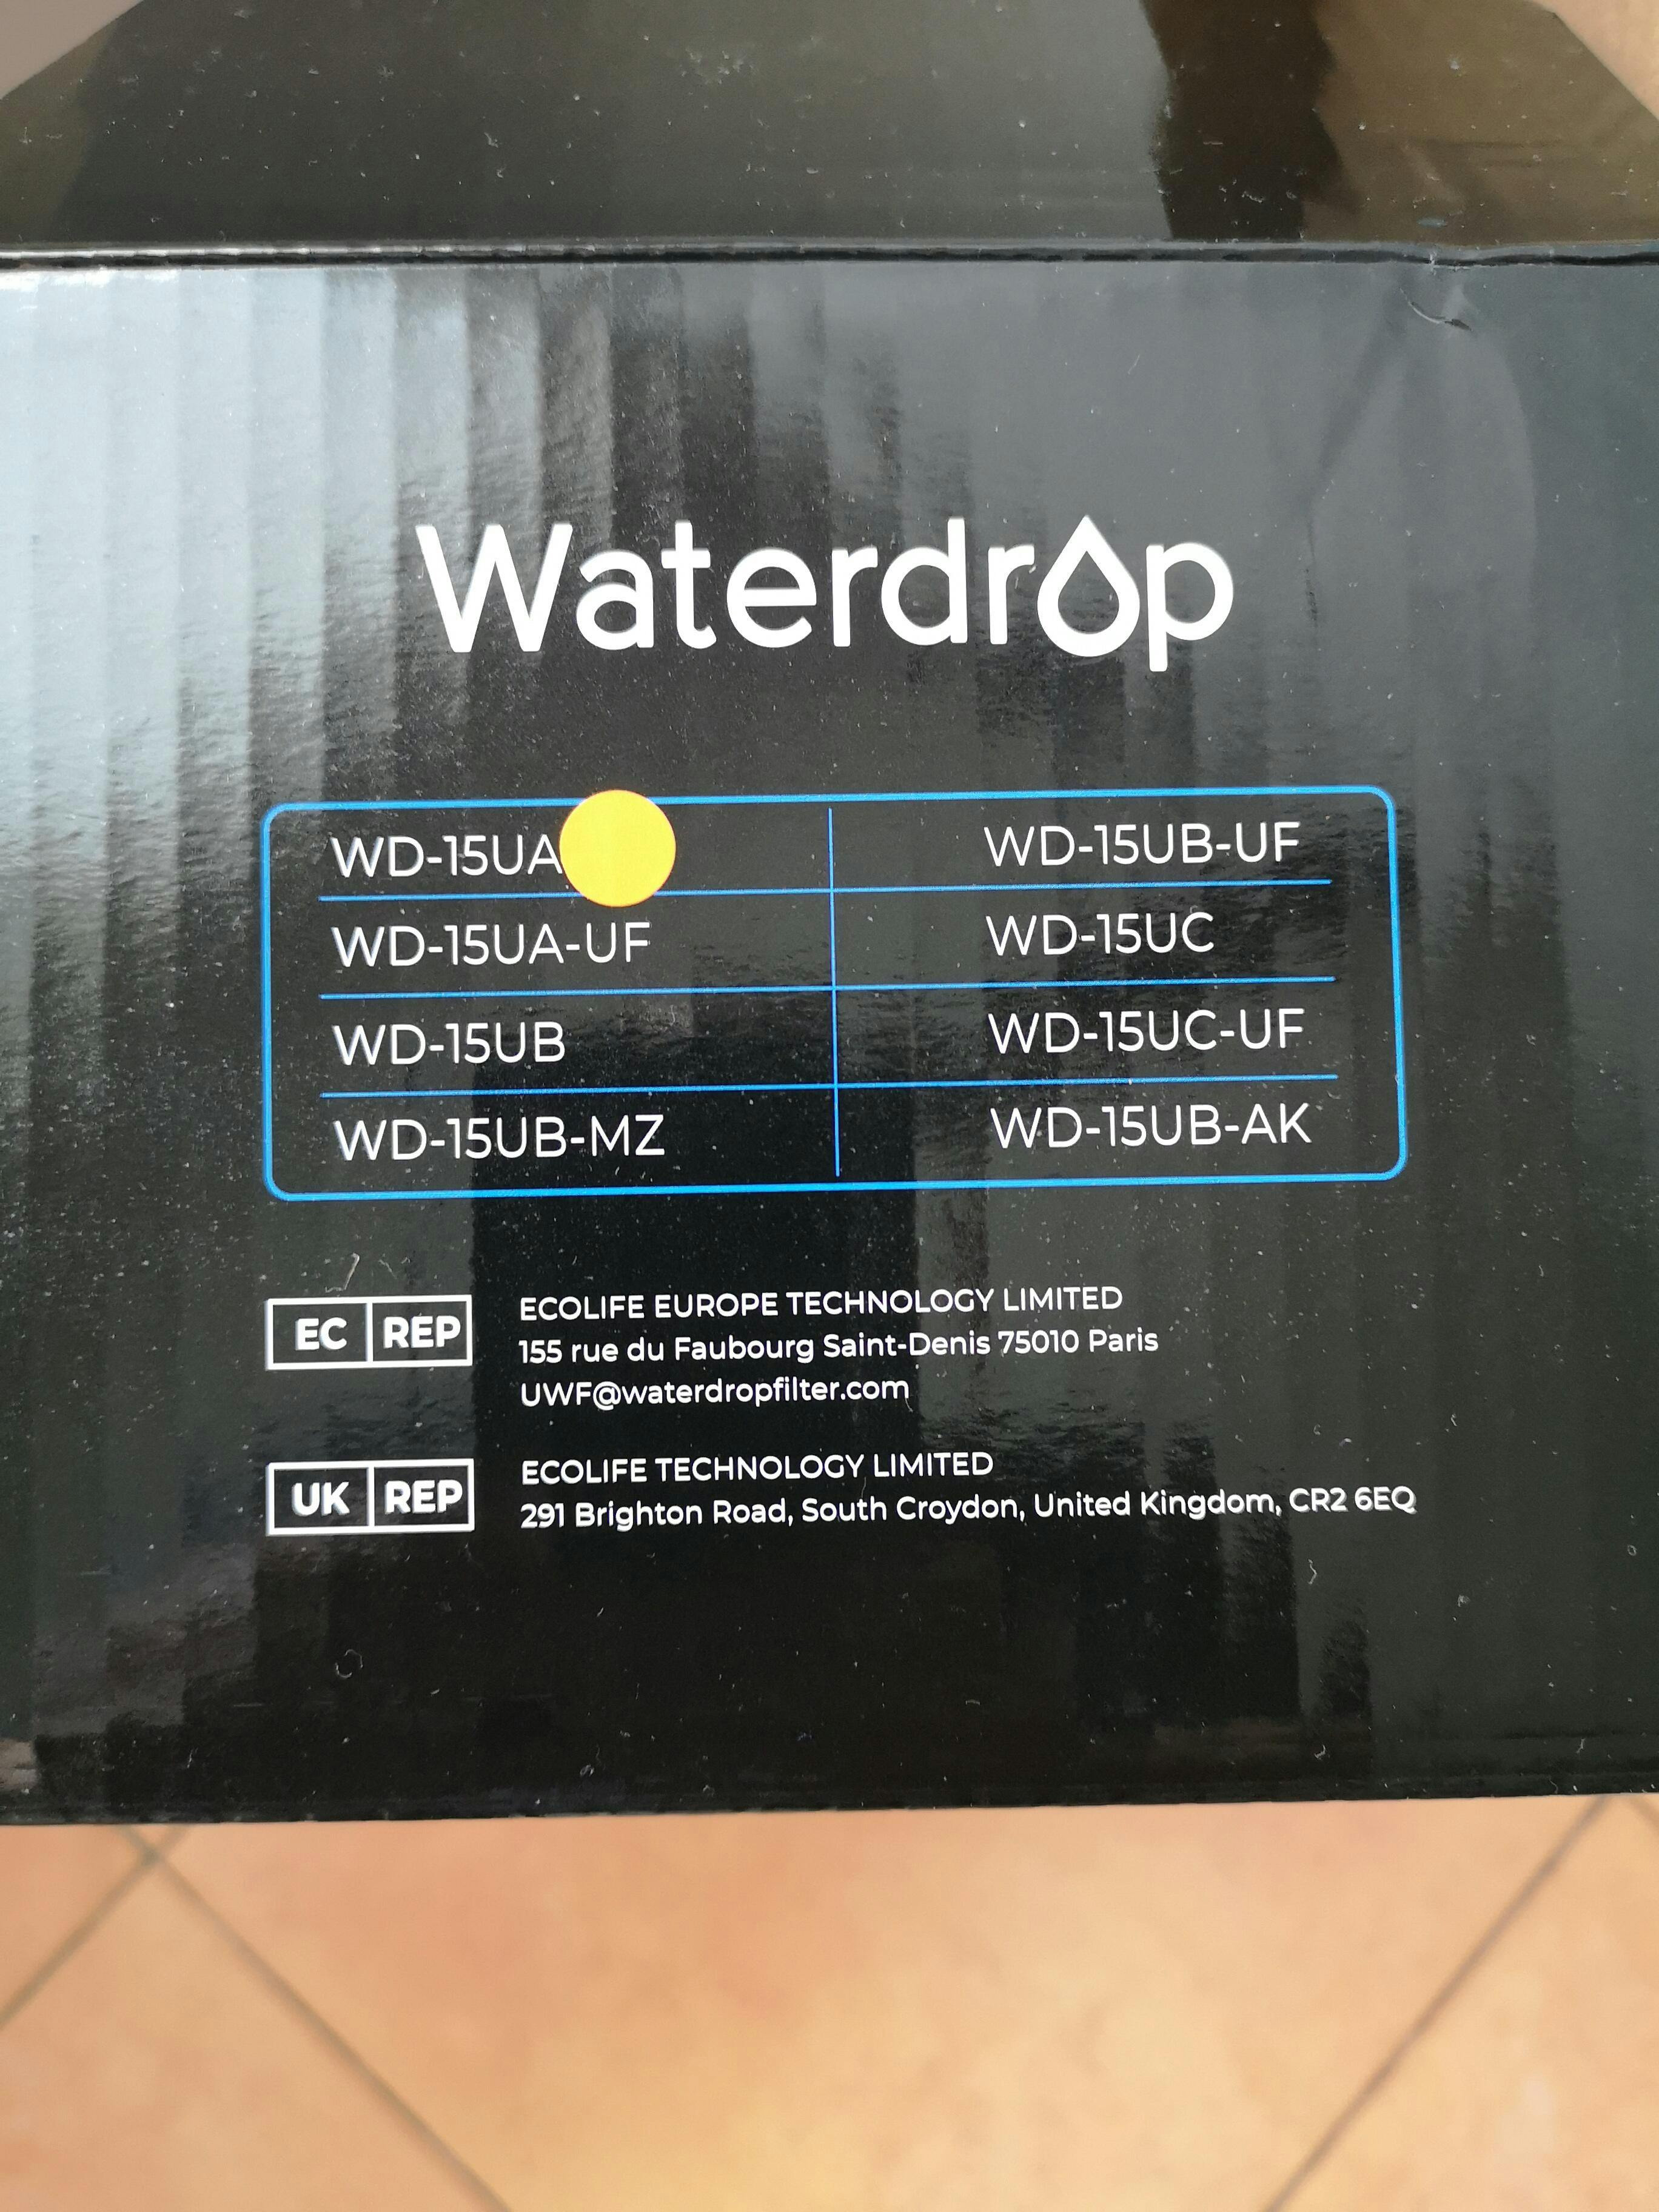 Waterdrop
WD-15UA
WD-15UB-UF
WD-15UA-UF
WD-15UC
WD-15UB
WD-15UC-UF
WD-15UB-MZ
WD-15UB-AK
EC REP
ECOLIFE EUROPE TECHNOLOGY LIMITED
155 rue du Faubourg Saint-Denis 75010 Paris
UWF@waterdropfilter.com
UK REP
ECOLIFE TECHNOLOGY LIMITED
291 Brighton Road, South Croydon, United Kingdom, CR2 6EQ